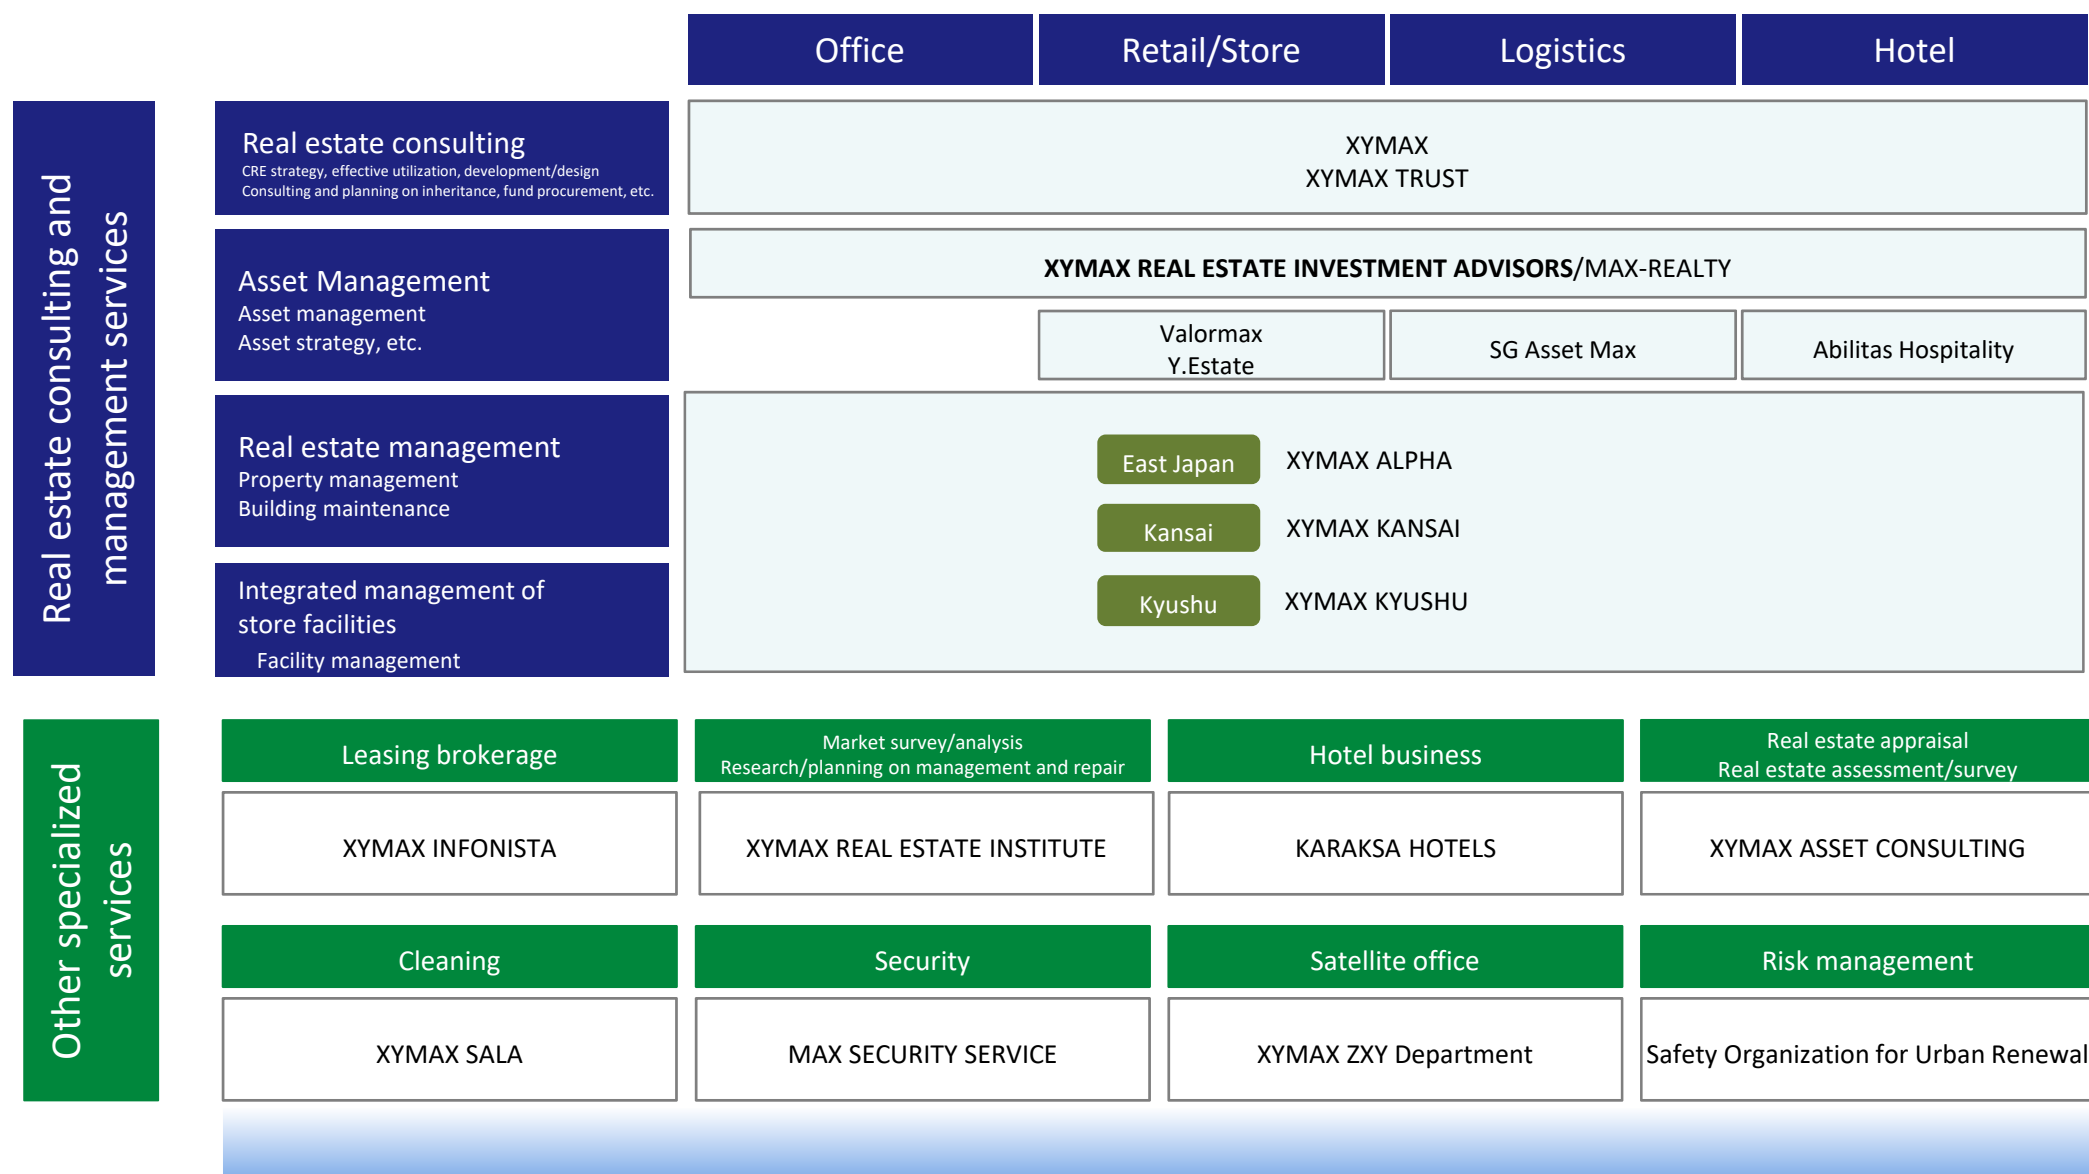 Office
Retail/Store
Logistics
Hotel
Real estate consulting and
management services
Real estate consulting
CRE strategy, effective utilization, development/design
Consulting and planning on inheritance, fund procurement, etc.
XYMAX
XYMAX TRUST
Asset Management
Asset management
Asset strategy, etc.
XYMAX REAL ESTATE INVESTMENT ADVISORS/MAX-REALTY
Valormax
Y.Estate
SG Asset Max
Abilitas Hospitality
Real estate management
Property management
Building maintenance
Integrated management of
store facilities
Facility management
East Japan
XYMAX ALPHA
Kansai
XYMAX KANSAI
Kyushu
XYMAX KYUSHU
Other specialized
services
Leasing brokerage
Market survey/analysis
Research/planning on management and repair
Hotel business
Real estate appraisal
Real estate assessment/survey
XYMAX INFONISTA
XYMAX REAL ESTATE INSTITUTE
KARAKSA HOTELS
XYMAX ASSET CONSULTING
Cleaning
Security
Satellite office
Risk management
XYMAX SALA
MAX SECURITY SERVICE
XYMAX ZXY Department
Safety Organization for Urban Renewal